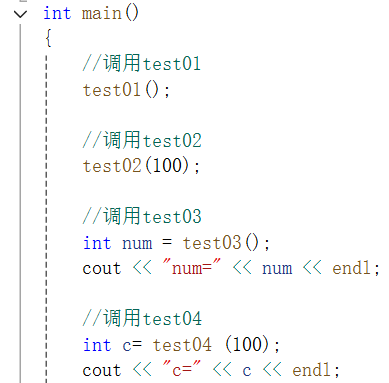 int main()
{
//调用test01
test01();
//调用test02
test02(100);
//调用test03
int num = test03();
cout << "num=" << num << endl;
//调用test04
int c= test04 (100);
cout << "c=" << c << endl;